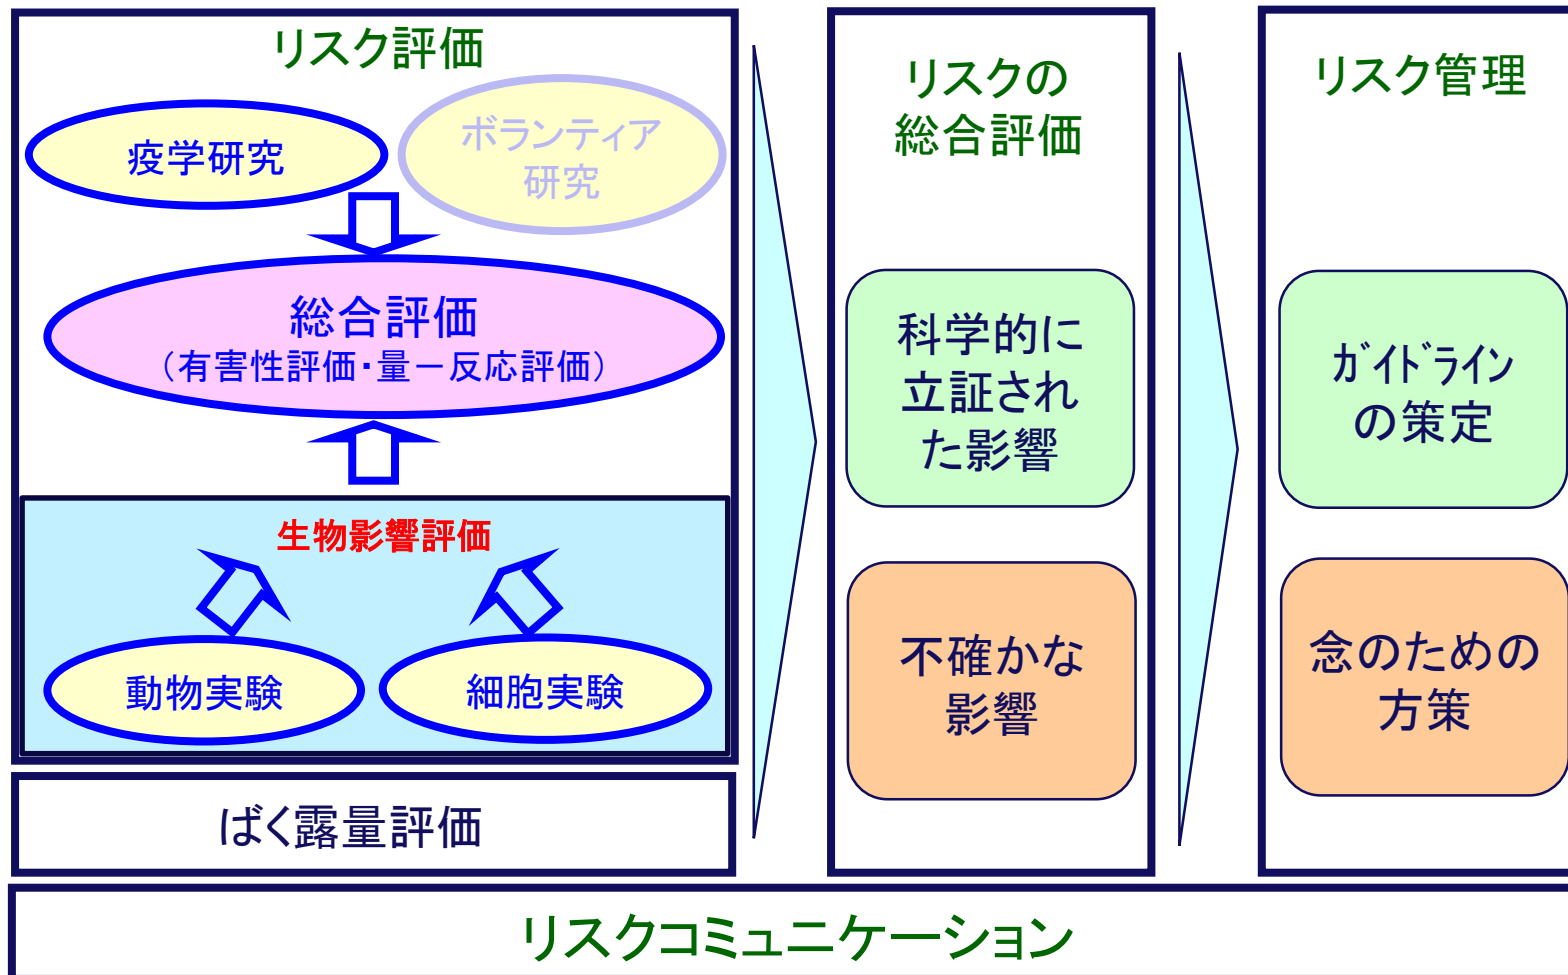 リスク評価
疫学研究
ボランティア
研究
総合評価
（有害性評価・量－反応評価）
生物影響評価
動物実験
細胞実験
ばく露量評価
リスクの
総合評価
科学的に
立証され
た影響
不確かな
影響
リスク管理
ｶﾞｲﾄﾞﾗｲﾝ
の策定
念のための
方策
リスクコミュニケーション